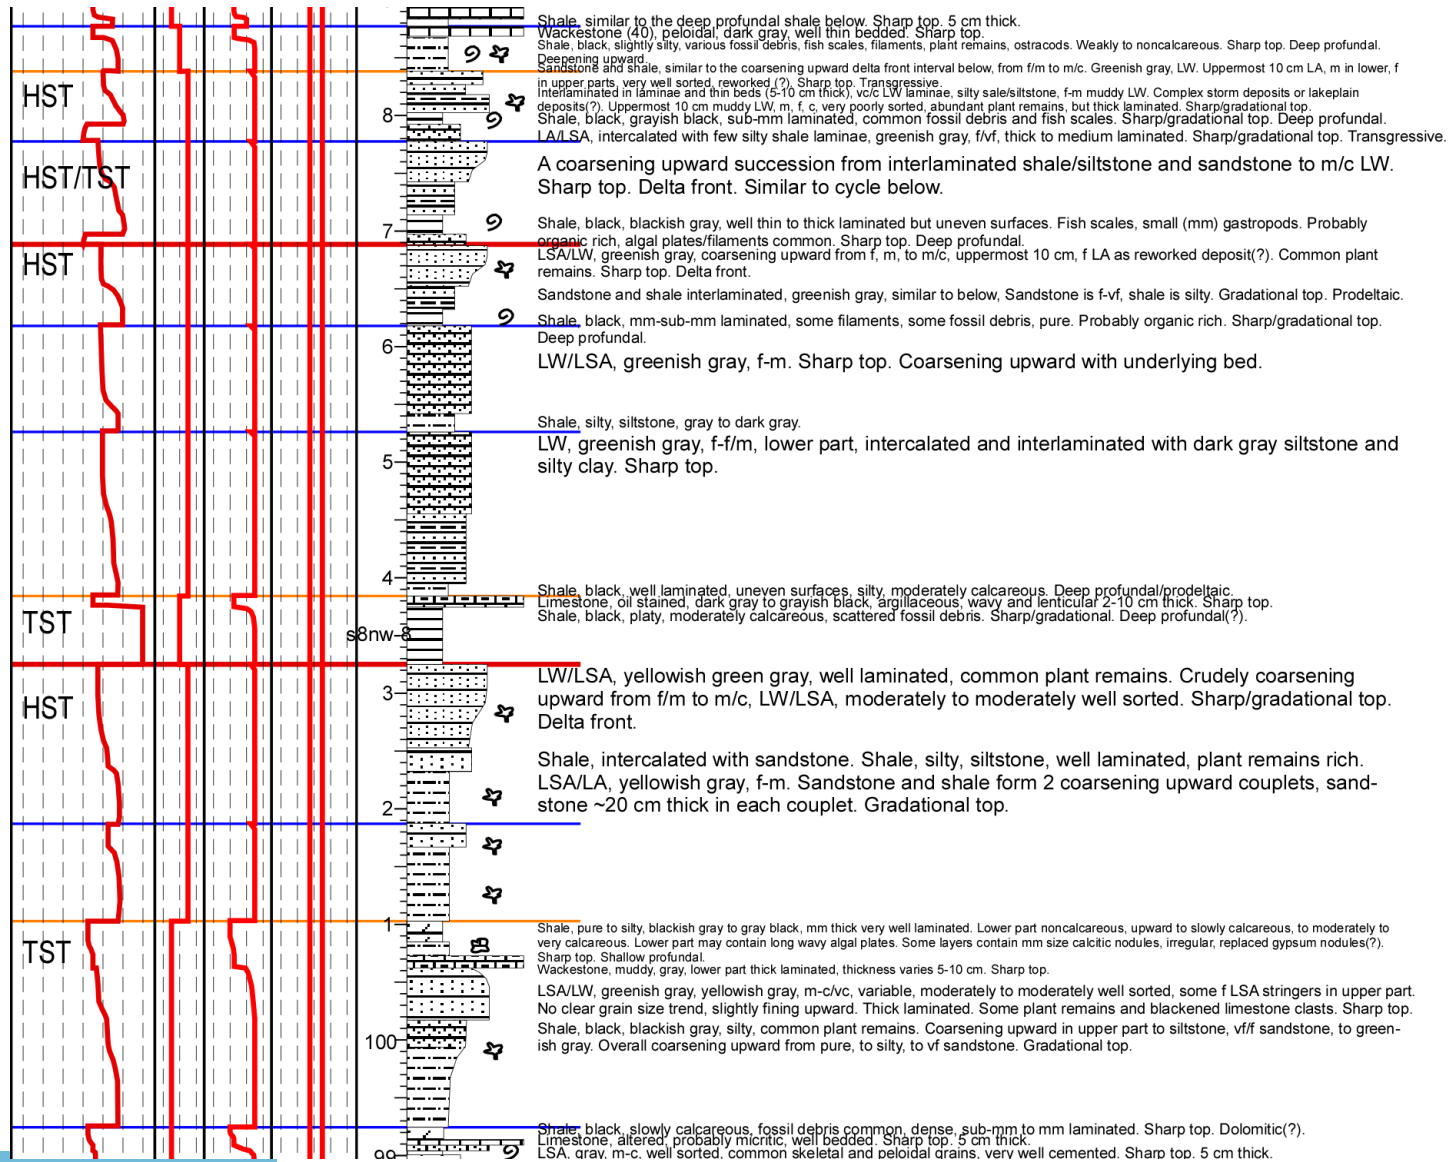 Shale, similar to the deep profundal shale below. Sharp top. 5 cm thick.
Wackestone (40), peloidal, dark gray, well thin bedded. Sharp top.
Shale, black, slightly silty, various fossil debris, fish scales, filaments, plant remains, ostracods. Weakly to noncalcareous. Sharp top. Deep profundal.
Deepening upward.
Sandstone and shale, similar to the coarsening upward delta front interval below, from f/m to m/c. Greenish gray, LW. Uppermost 10 cm LA, m in lower, f
in upper parts, very well sorted, reworked (?). Sharp top. Transgressive.
HST
Interlaminated in laminae and thin beds (5-10 cm thick), vc/c LW laminae, silty sale/siltstone, f-m muddy LW. Complex storm deposits or lakeplain
deposits(?). Uppermost 10 cm muddy LW, m, f, c, very poorly sorted, abundant plant remains, but thick laminated. Sharp/gradational top.
8
Shale, black, grayish black, sub-mm laminated, common fossil debris and fish scales. Sharp/gradational top. Deep profundal.
LA/LSA, intercalated with few silty shale laminae, greenish gray, f/vf, thick to medium laminated. Sharp/gradational top. Transgressive.
HST/TST
A coarsening upward succession from interlaminated shale/siltstone and sandstone to m/c LW.
Sharp top. Delta front. Similar to cycle below.
7
Shale, black, blackish gray, well thin to thick laminated but uneven surfaces. Fish scales, small (mm) gastropods. Probably
organic rich, algal plates/filaments common. Sharp top. Deep profundal.
HST
LSA/LW, greenish gray, coarsening upward from f, m, to m/c, uppermost 10 cm, f LA as reworked deposit(?). Common plant
remains. Sharp top. Delta front.
Sandstone and shale interlaminated, greenish gray, similar to below, Sandstone is f-vf, shale is silty. Gradational top. Prodeltaic.
Shale, black, mm-sub-mm laminated, some filaments, some fossil debris, pure. Probably organic rich. Sharp/gradational top.
Deep profundal.
6
LW/LSA, greenish gray, f-m. Sharp top. Coarsening upward with underlying bed.
Shale, silty, siltstone, gray to dark gray.
5
LW, greenish gray, f-f/m, lower part, intercalated and interlaminated with dark gray siltstone and
silty clay. Sharp top.
4
Shale, black, well laminated, uneven surfaces, silty, moderately calcareous. Deep profundal/prodeltaic.
Limestone, oil stained, dark gray to grayish black, argillaceous, wavy and lenticular 2-10 cm thick. Sharp top.
TST
Shale, black, platy, moderately calcareous, scattered fossil debris. Sharp/gradational. Deep profundal(?).
s8nw-8
HST
3
LW/LSA, yellowish green gray, well laminated, common plant remains. Crudely coarsening
upward from f/m to m/c, LW/LSA, moderately to moderately well sorted. Sharp/gradational top.
Delta front.
Shale, intercalated with sandstone. Shale, silty, siltstone, well laminated, plant remains rich.
LSA/LA, yellowish gray, f-m. Sandstone and shale form 2 coarsening upward couplets, sand-
stone ~20 cm thick in each couplet. Gradational top.
2
1
TST
Shale, pure to silty, blackish gray to gray black, mm thick very well laminated. Lower part noncalcareous, upward to slowly calcareous, to moderately to
very calcareous. Lower part may contain long wavy algal plates. Some layers contain mm size calcitic nodules, irregular, replaced gypsum nodules(?).
Sharp top. Shallow profundal.
Wackestone, muddy, gray, lower part thick laminated, thickness varies 5-10 cm. Sharp top.
LSA/LW, greenish gray, yellowish gray, m-c/vc, variable, moderately to moderately well sorted, some f LSA stringers in upper part.
No clear grain size trend, slightly fining upward. Thick laminated. Some plant remains and blackened limestone clasts. Sharp top.
100
Shale, black, blackish gray, silty, common plant remains. Coarsening upward in upper part to siltstone, vf/f sandstone, to green-
ish gray. Overall coarsening upward from pure, to silty, to vf sandstone. Gradational top.
Shale, black, slowly calcareous, fossil debris common, dense, sub-mm to mm laminated. Sharp top. Dolomitic(?).
Limestone, altered, probably micritic, well bedded. Sharp top. 5 cm thick.
99
LSA, gray, m-c, well sorted, common skeletal and peloidal grains, very well cemented. Sharp top. 5 cm thick.